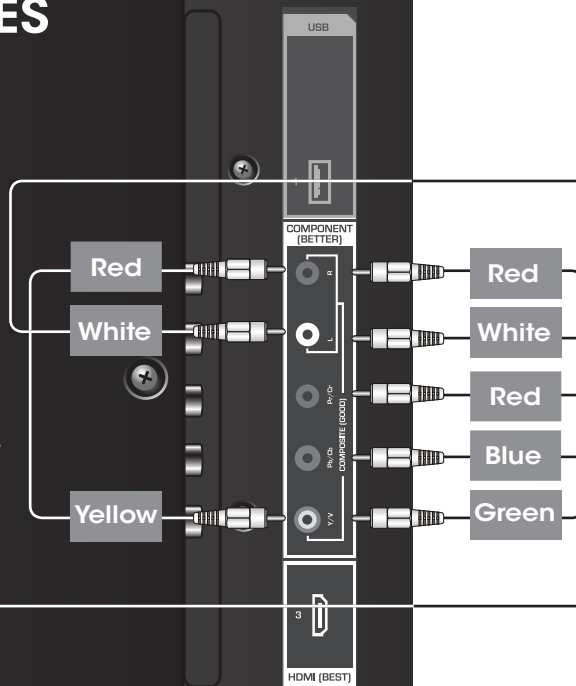 ES
USB
COMPONENT
(BETTER)
Red
White
Yellow
R
L
Pr/Cr
Pb/Cb
Y/V
COMPOSITE (GOOD)
Red
White
Red
Blue
Green
3
HDMI (BEST)